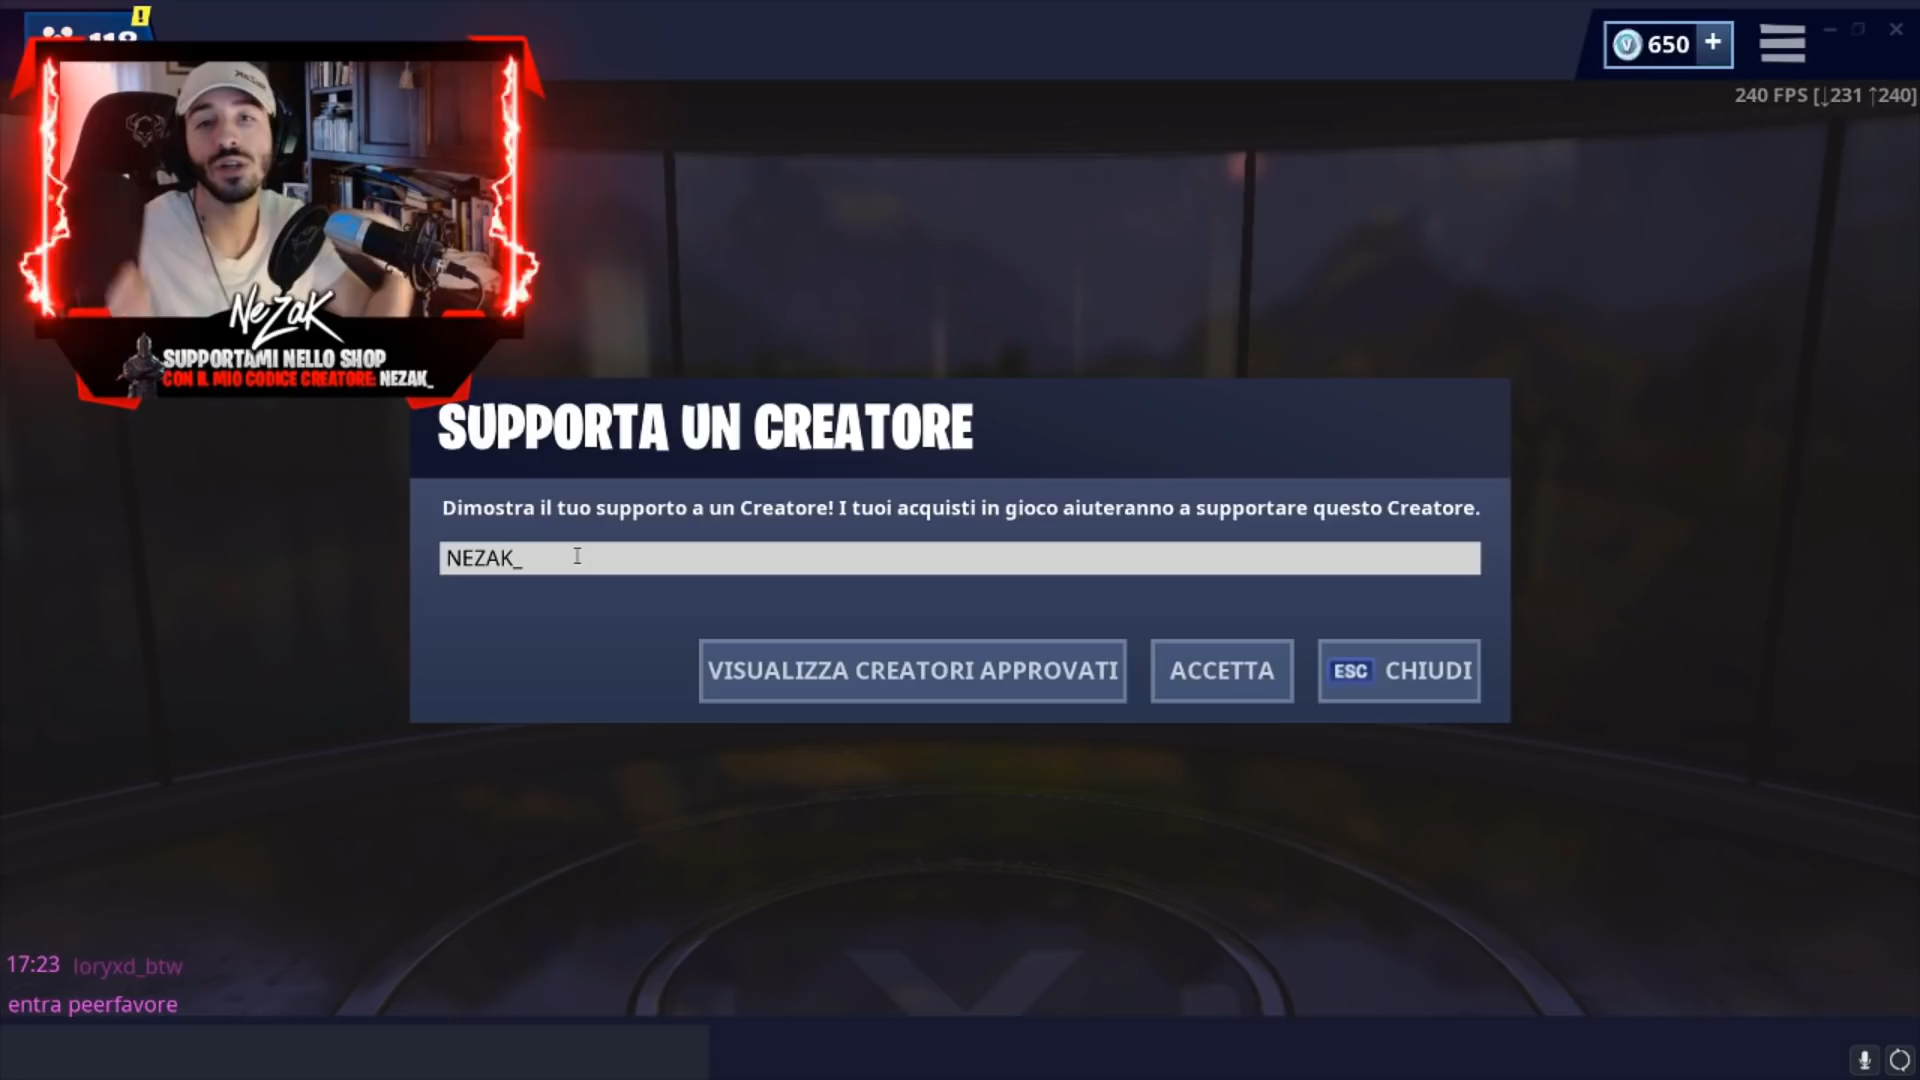 118
!
650 +
240 FPS [↓231 ↑240]
NeZaK
SUPPORTAMI NELLO SHOP
CON IL MIO CODICE CREATORE: NEZAK_
SUPPORTA UN CREATORE
Dimostra il tuo supporto a un Creatore! I tuoi acquisti in gioco aiuteranno a supportare questo Creatore.
NEZAK_
VISUALIZZA CREATORI APPROVATI
ACCETTA
ESC CHIUDI
17:23 loryxd_btw
entra peerfavore